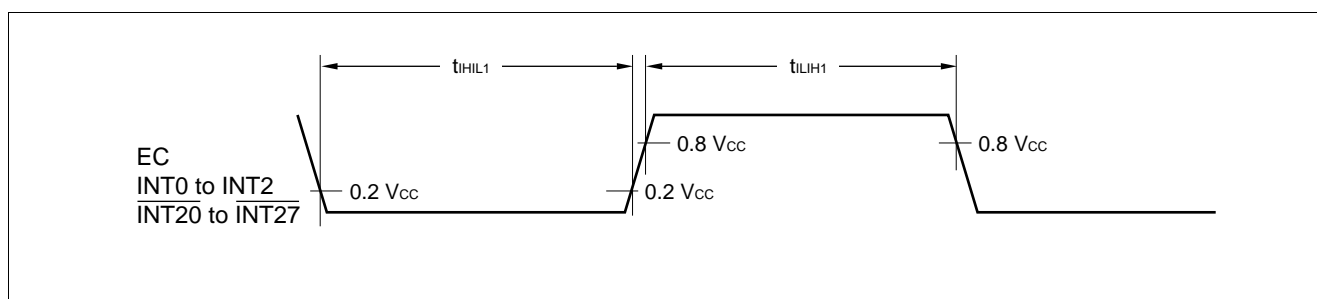 tIHIL1
tILIH1
0.8 VCC
0.8 VCC
EC
INT0 to INT2
0.2 VCC
0.2 VCC
INT20 to INT27